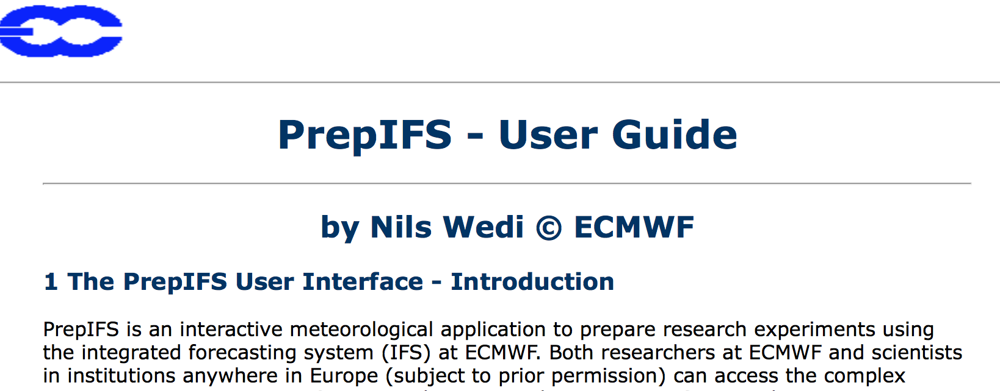 PrepIFS - User Guide
by Nils Wedi © ECMWF
1 The PrepIFS User Interface - Introduction
PrepIFS is an interactive meteorological application to prepare research experiments using
the integrated forecasting system (IFS) at ECMWF. Both researchers at ECMWF and scientists
in institutions anywhere in Europe (subject to prior permission) can access the complex